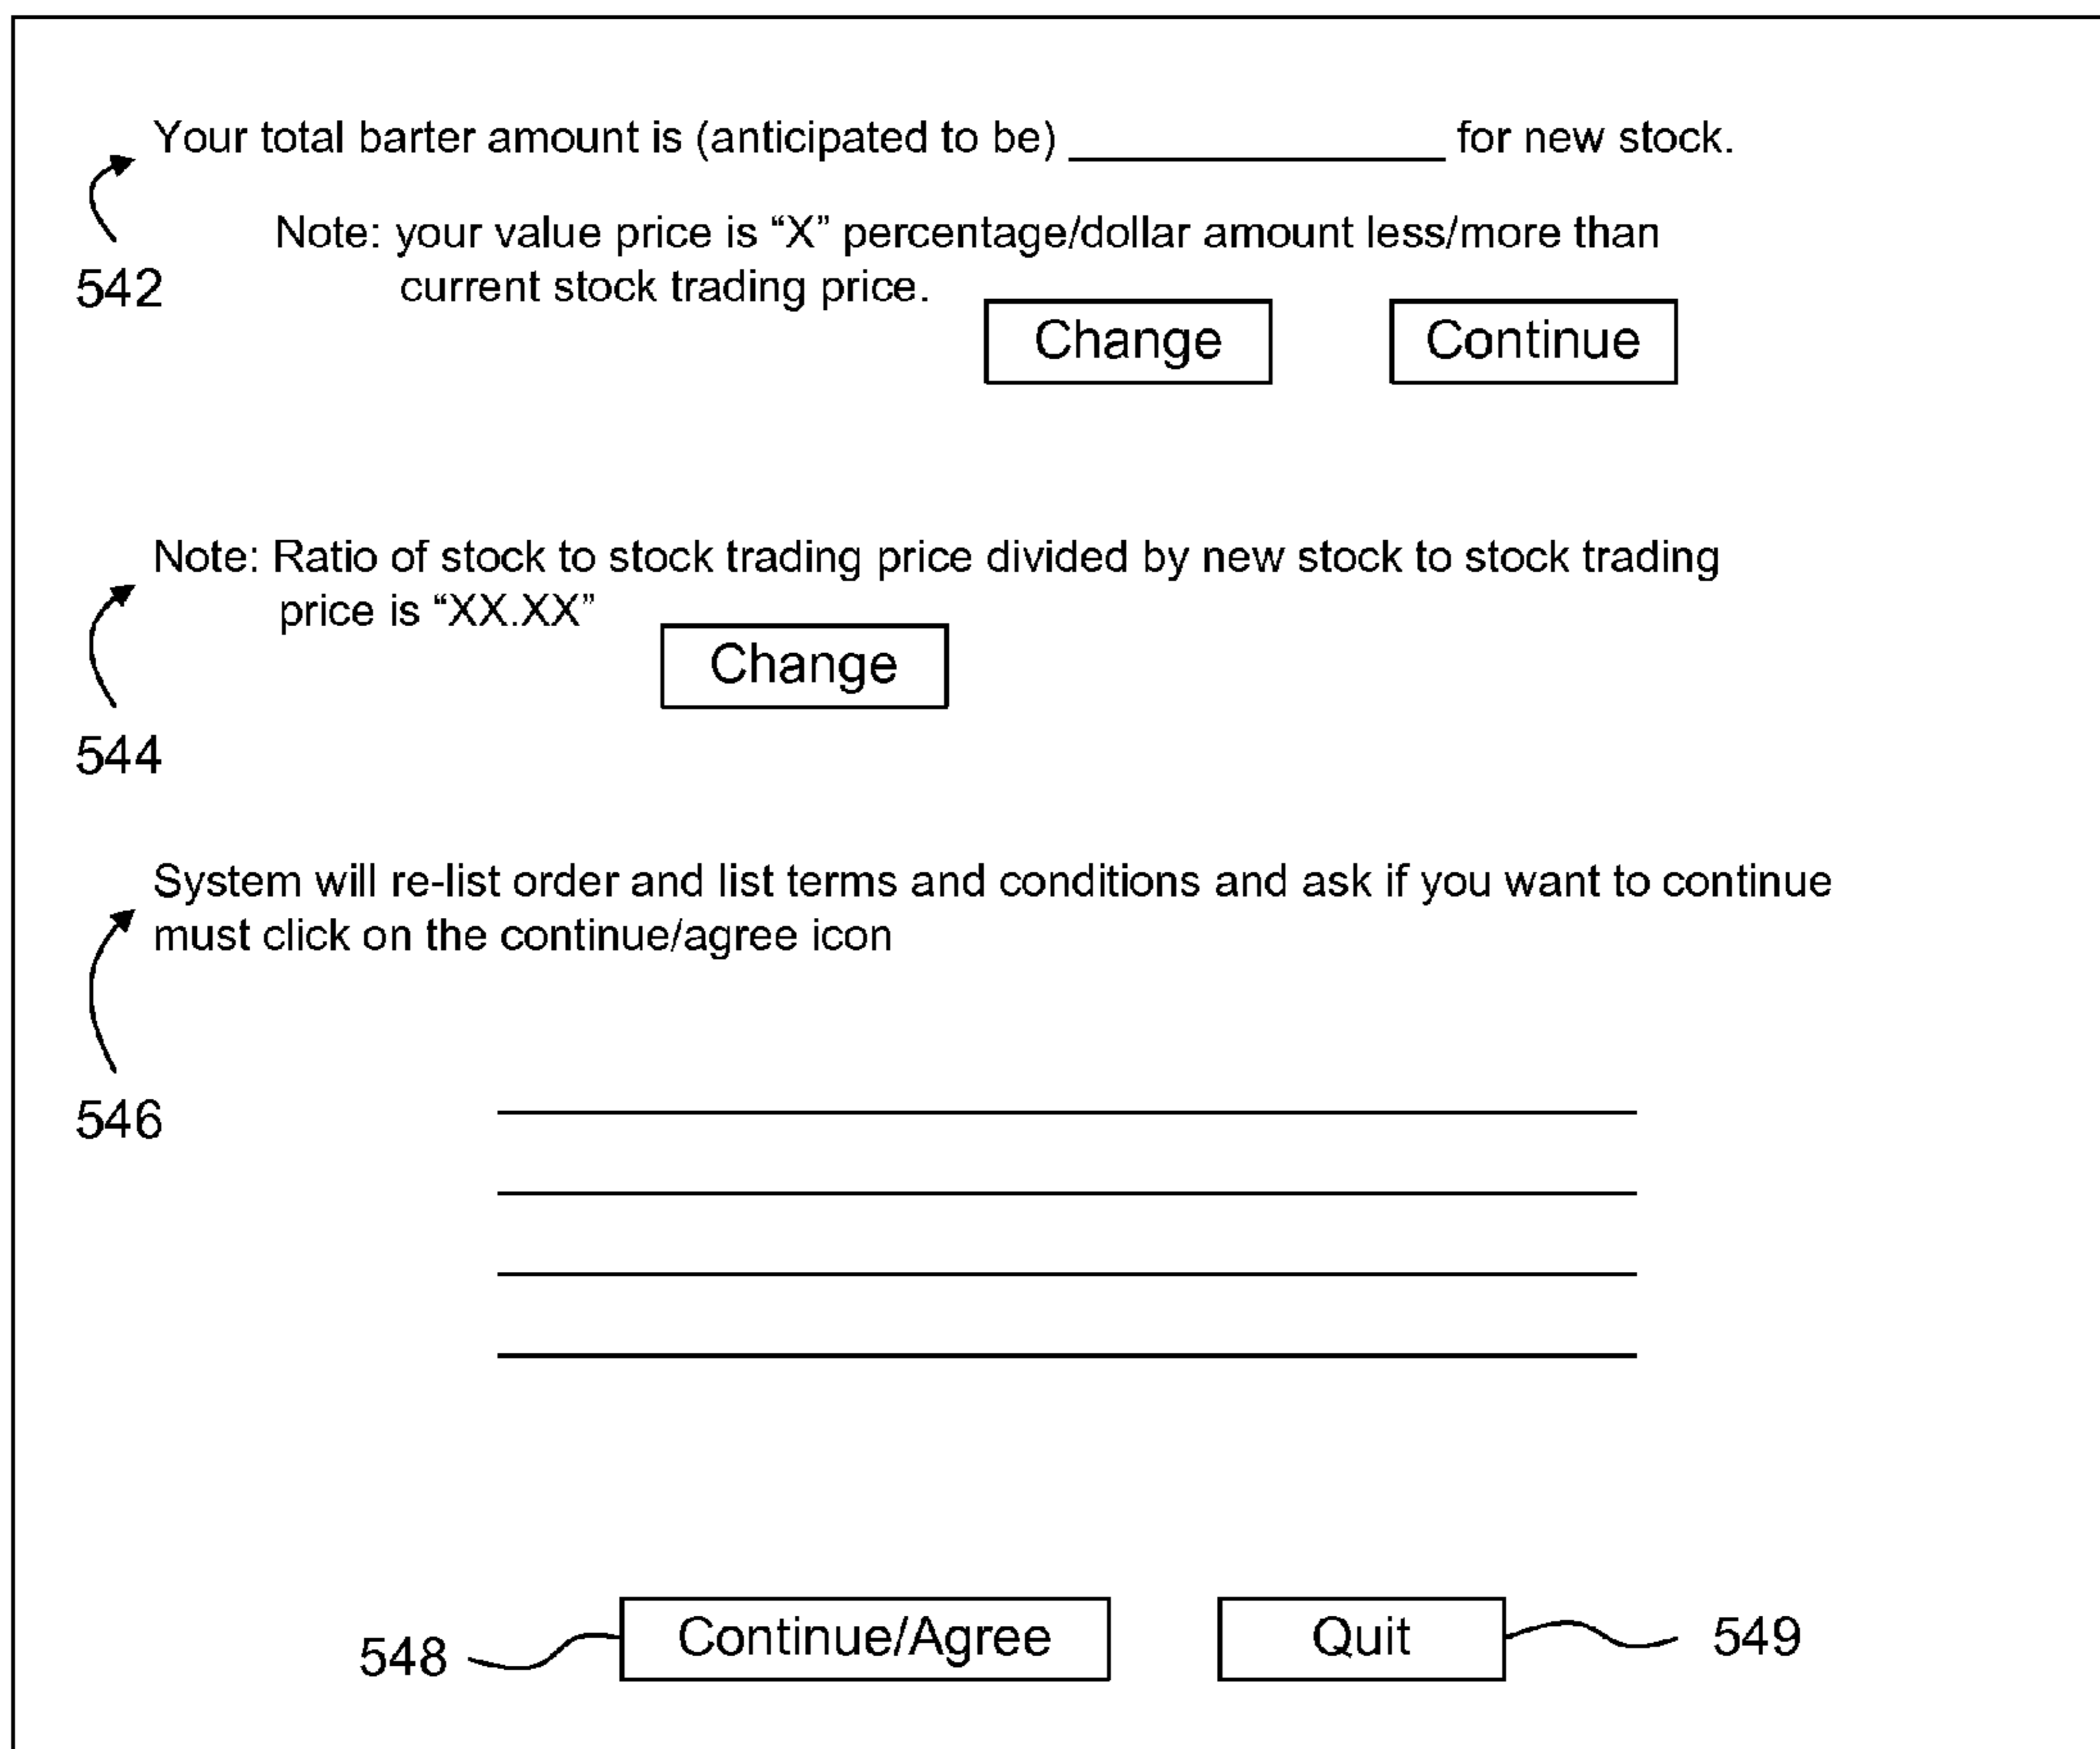 Your total barter amount is (anticipated to be) ________________ for new stock.
Note: your value price is “X” percentage/dollar amount less/more than
542
current stock trading price.
Change
Continue
Note: Ratio of stock to stock trading price divided by new stock to stock trading
price is “XX.XX”
Change
544
System will re-list order and list terms and conditions and ask if you want to continue
must click on the continue/agree icon
546
548
Continue/Agree
Quit
549